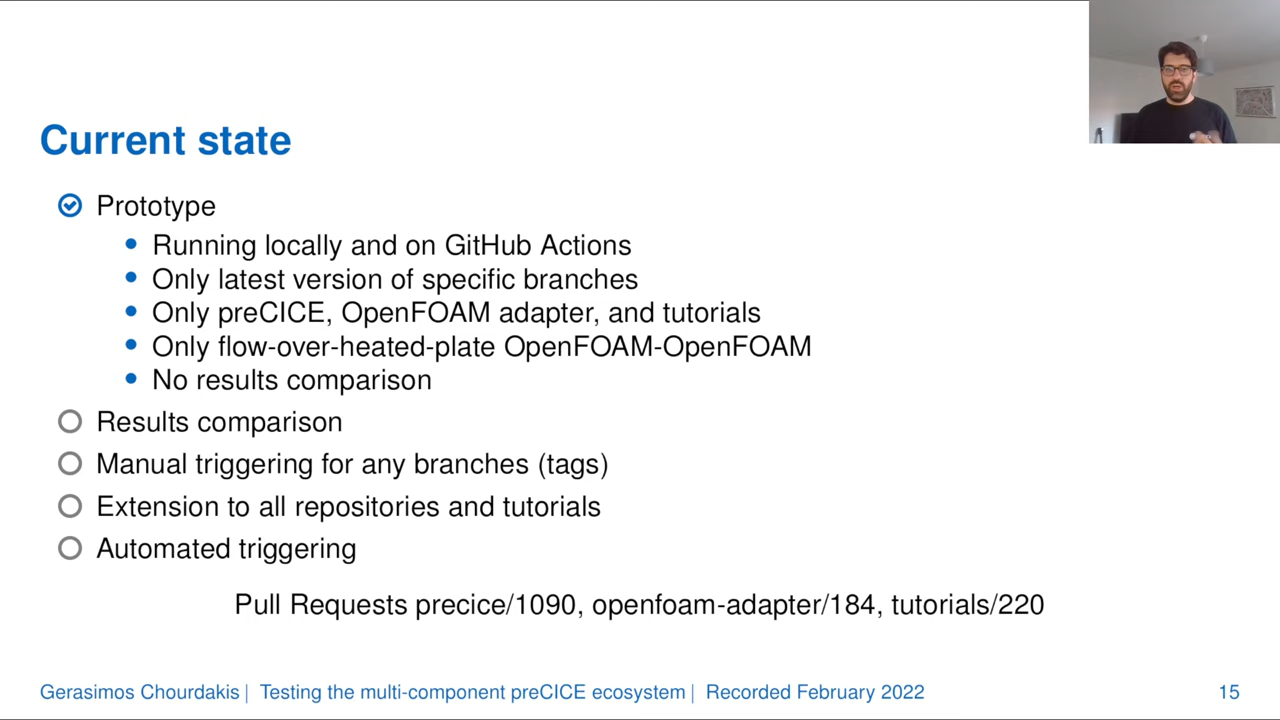 Current state
Prototype
Running locally and on GitHub Actions
Only latest version of specific branches
Only preCICE, OpenFOAM adapter, and tutorials
Only flow-over-heated-plate OpenFOAM-OpenFOAM
No results comparison
Results comparison
Manual triggering for any branches (tags)
Extension to all repositories and tutorials
Automated triggering
Pull Requests precice/1090, openfoam-adapter/184, tutorials/220
Gerasimos Chourdakis | Testing the multi-component preCICE ecosystem | Recorded February 2022 15